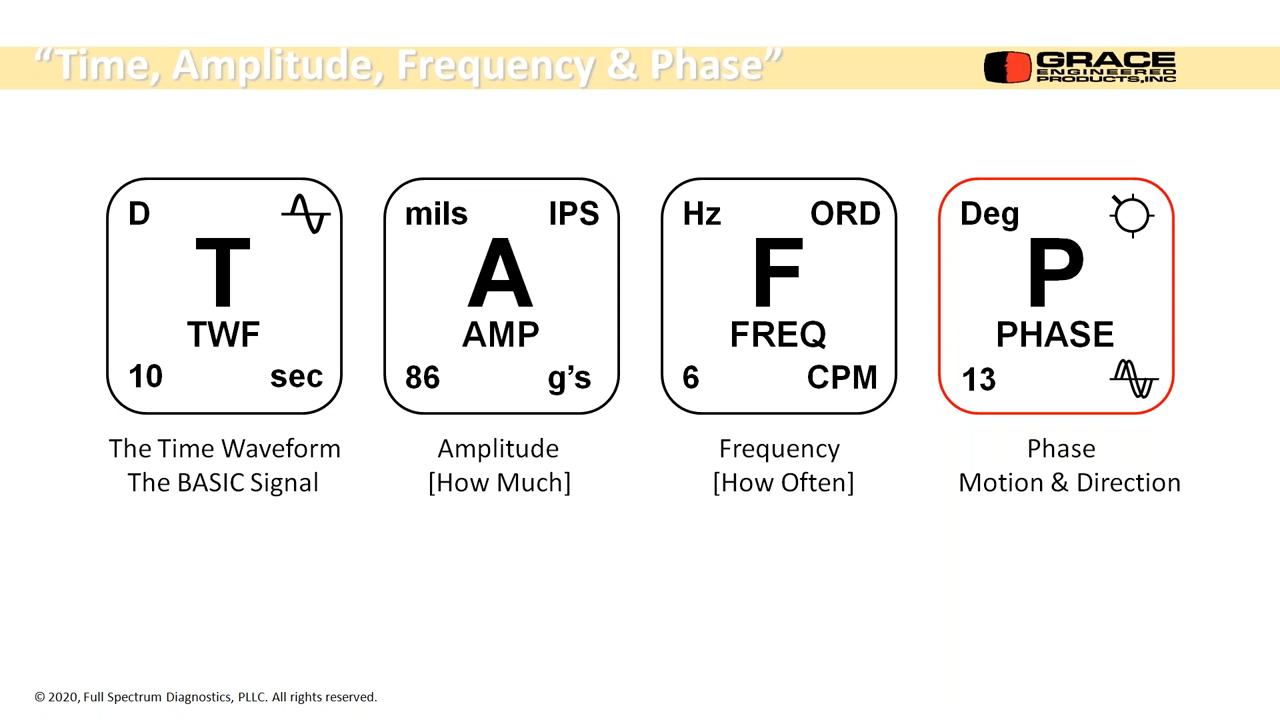 “Time, Amplitude, Frequency & Phase”
GRACE
ENGINEERED
PRODUCTS, INC
D
T
TWF
10 sec
mils IPS
A
AMP
86 g’s
Hz ORD
F
FREQ
6 CPM
Deg
P
PHASE
13
The Time Waveform
The BASIC Signal
Amplitude
[How Much]
Frequency
[How Often]
Phase
Motion & Direction
© 2020, Full Spectrum Diagnostics, PLLC. All rights reserved.